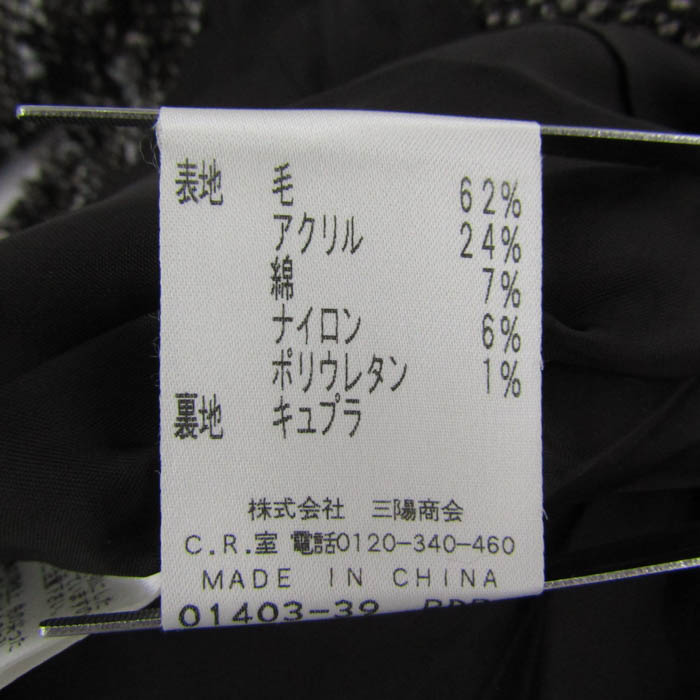 表地 毛 62%
アクリル 24%
綿 7%
ナイロン 6%
ポリウレタン 1%
裏地 キュプラ
株式会社 三陽商会
C.R.室 電話0120-340-460
MADE IN CHINA
01403-39